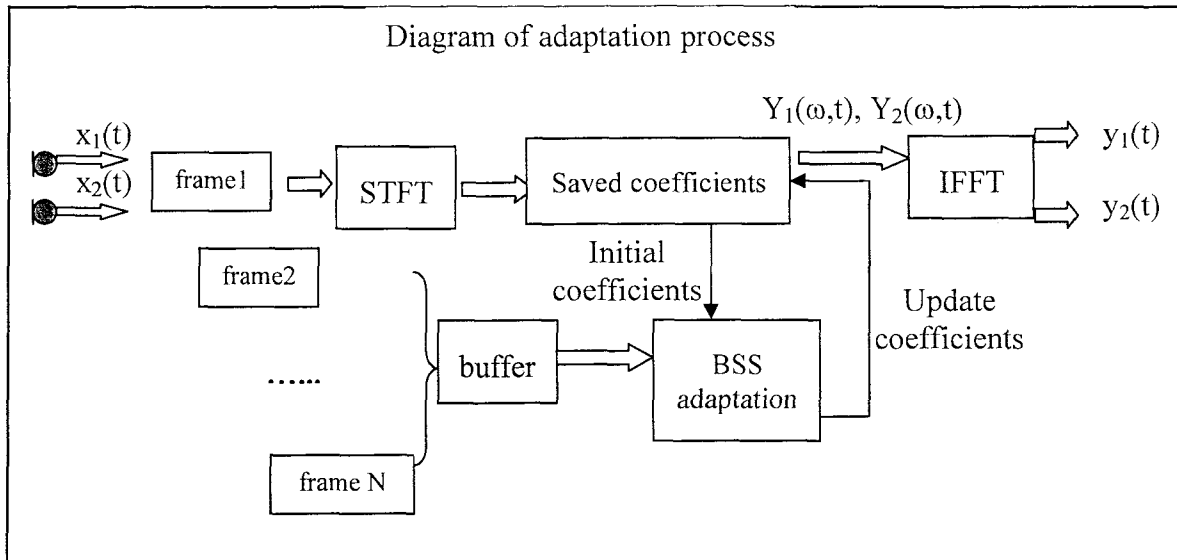 Diagram of adaptation process
x₁(t)
x₂(t)
frame1
STFT
Saved coefficients
Y₁(ω,t), Y₂(ω,t)
IFFT
y₁(t)
y₂(t)
frame2
Initial
coefficients
Update
coefficients
......
buffer
BSS
adaptation
frame N